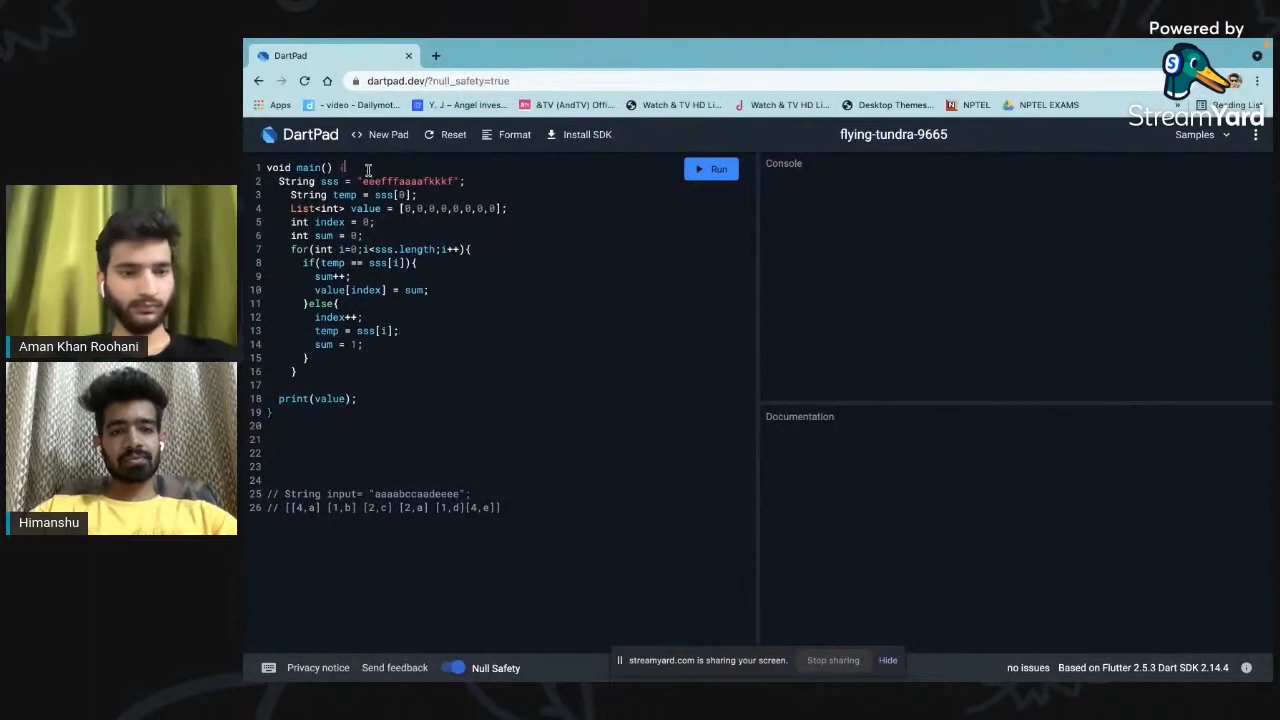 Powered by
StreamYard
DartPad
dartpad.dev/?null_safety=true
Apps
- video - Dailymot...
Y. J – Angel Inves...
&TV (AndTV) Offi...
Watch & TV HD Li...
Watch & TV HD Li...
Desktop Themes...
NPTEL
NPTEL EXAMS
»
Reading List
DartPad
<> New Pad
Reset
Format
Install SDK
flying-tundra-9665
Samples
Run
Console
Documentation
1 void main() {
2 String sss = "eeefffaaaafkkkf";
3 String temp = sss[0];
4 List<int> value = [0,0,0,0,0,0,0,0];
5 int index = 0;
6 int sum = 0;
7 for(int i=0;i<sss.length;i++){
8 if(temp == sss[i]){
9 sum++;
10 value[index] = sum;
11 }else{
12 index++;
13 temp = sss[i];
14 sum = 1;
15 }
16 }
17
18 print(value);
19 }
20
21
22
23
24
25 // String input= "aaaabccaadeeee";
26 // [[4,a] [1,b] [2,c] [2,a] [1,d][4,e]]
Aman Khan Roohani
Himanshu
streamyard.com is sharing your screen.
Stop sharing
Hide
Privacy notice
Send feedback
Null Safety
no issues
Based on Flutter 2.5.3 Dart SDK 2.14.4